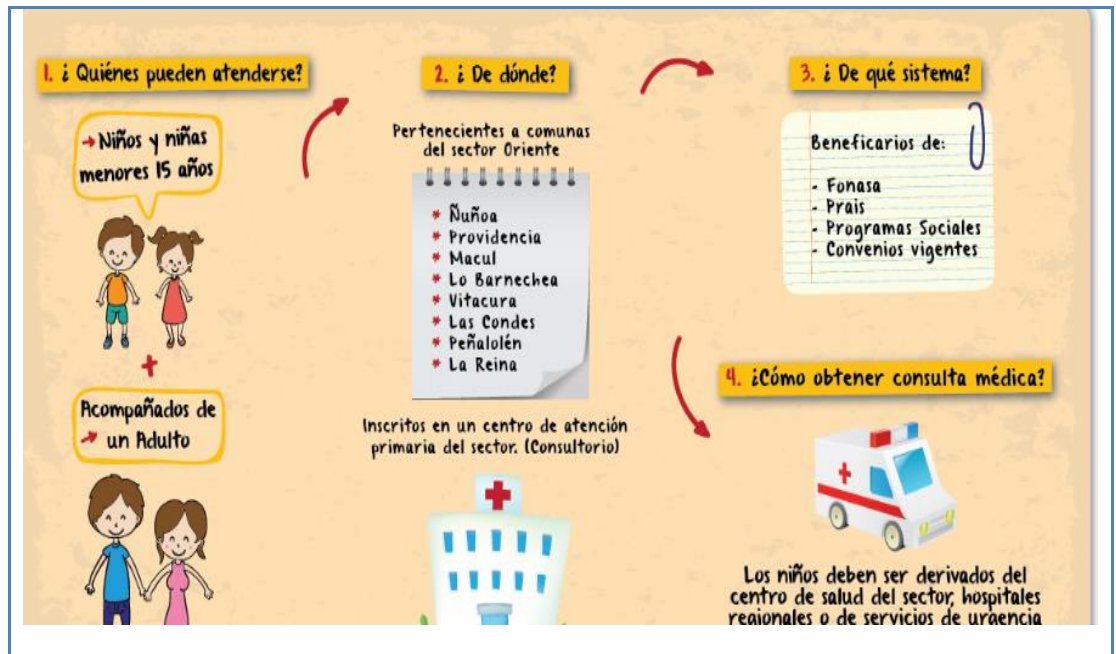 1. ¿ Quiénes pueden atenderse?
→ Niños y niñas
menores 15 años
+
Acompañados de
→ un Adulto
2. ¿ De dónde?
Pertenecientes a comunas
del sector Oriente
* Ñuñoa
* Providencia
* Macul
* Lo Barnechea
* Vitacura
* Las Condes
* Peñalolén
* La Reina
Inscritos en un centro de atención
primaria del sector. (Consultorio)
3. ¿ De qué sistema?
Beneficarios de:
- Fonasa
- Prais
- Programas Sociales
- Convenios vigentes
4. ¿Cómo obtener consulta médica?
Los niños deben ser derivados del
centro de salud del sector, hospitales
regionales o de servicios de urgencia